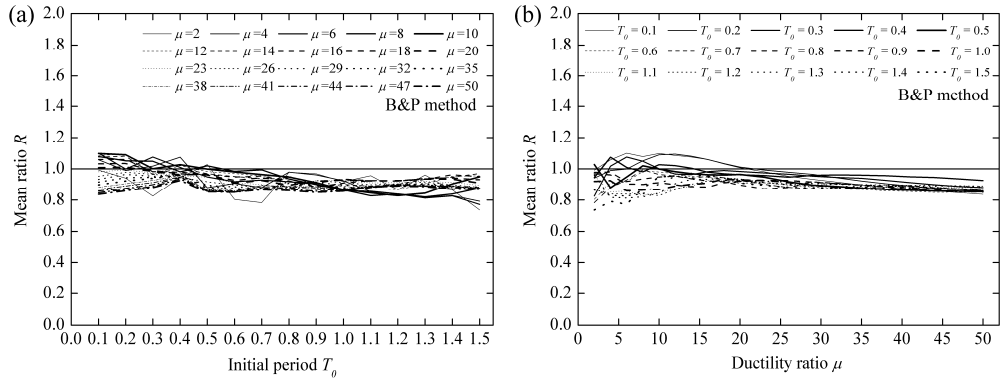 (a)
μ=2 μ=4 μ=6 μ=8 μ=10
μ=12 μ=14 μ=16 μ=18 μ=20
μ=23 μ=26 μ=29 μ=32 μ=35
μ=38 μ=41 μ=44 μ=47 μ=50
B&P method
Mean ratio R
2.0
1.8
1.6
1.4
1.2
1.0
0.8
0.6
0.4
0.2
0.0
0.0 0.1 0.2 0.3 0.4 0.5 0.6 0.7 0.8 0.9 1.0 1.1 1.2 1.3 1.4 1.5
Initial period T0
(b)
T0 = 0.1 T0 = 0.2 T0 = 0.3 T0 = 0.4 T0 = 0.5
T0 = 0.6 T0 = 0.7 T0 = 0.8 T0 = 0.9 T0 = 1.0
T0 = 1.1 T0 = 1.2 T0 = 1.3 T0 = 1.4 T0 = 1.5
B&P method
Mean ratio R
2.0
1.8
1.6
1.4
1.2
1.0
0.8
0.6
0.4
0.2
0.0
0 5 10 15 20 25 30 35 40 45 50
Ductility ratio μ